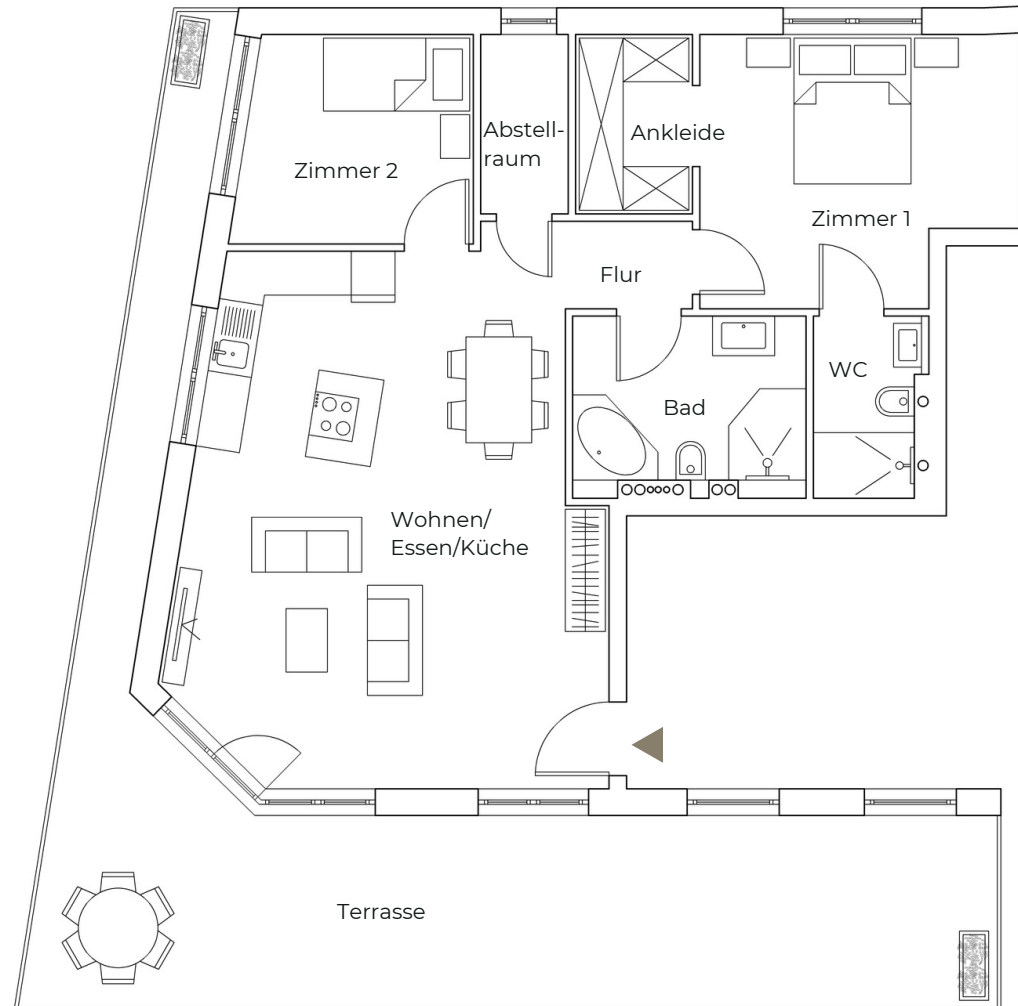 Abstell-
raum
Ankleide
Zimmer 2
Zimmer 1
Flur
WC
Bad
Wohnen/
Essen/Küche
Terrasse